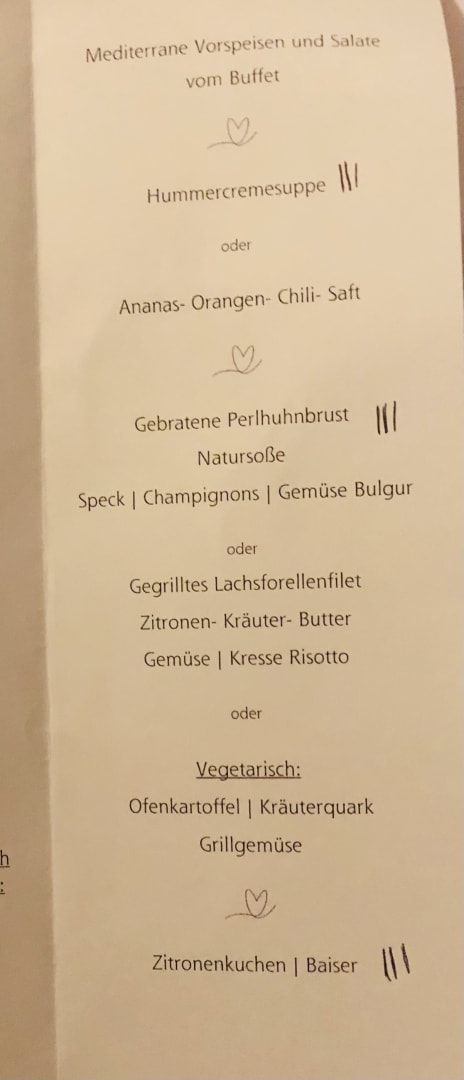 Mediterrane Vorspeisen und Salate
vom Buffet
Hummercremesuppe |||
oder
Ananas- Orangen- Chili- Saft
Gebratene Perlhuhnbrust |||
Natursoße
Speck | Champignons | Gemüse Bulgur
oder
Gegrilltes Lachsforellenfilet
Zitronen- Kräuter- Butter
Gemüse | Kresse Risotto
oder
Vegetarisch:
Ofenkartoffel | Kräuterquark
Grillgemüse
h
:
Zitronenkuchen | Baiser |||